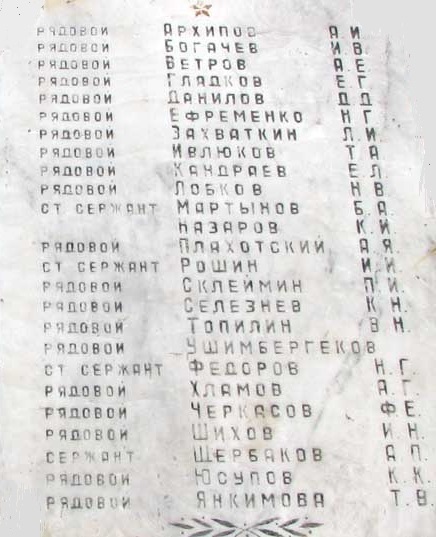 РЯДОВОЙ АРХИПОВ А.И.
РЯДОВОЙ БОГАЧЕВ И.В.
РЯДОВОЙ ВЕТРОВ А.Е.
РЯДОВОЙ ГЛАДКОВ Е.Г.
РЯДОВОЙ ДАНИЛОВ Д.Д.
РЯДОВОЙ ЕФРЕМЕНКО Н.Г.
РЯДОВОЙ ЗАХВАТКИН Л.И.
РЯДОВОЙ ИВЛЮКОВ Т.А.
РЯДОВОЙ КАНДРАЕВ Е.Л.
РЯДОВОЙ ЛОБКОВ Н.В.
СТ СЕРЖАНТ МАРТЫНОВ Б.А.
НАЗАРОВ К.И.
РЯДОВОЙ ПЛАХОТСКИЙ А.Я.
СТ СЕРЖАНТ РОШИН И.И.
РЯДОВОЙ СКЛЕЙМИН П.И.
РЯДОВОЙ СЕЛЕЗНЕВ К.Н.
РЯДОВОЙ ТОПИЛИН В.Н.
РЯДОВОЙ УШИМБЕРГЕКОВ
СТ СЕРЖАНТ ФЕДОРОВ Н.Г.
РЯДОВОЙ ХЛАМОВ А.Г.
РЯДОВОЙ ЧЕРКАСОВ Ф.Е.
РЯДОВОЙ ШИХОВ И.Н.
СЕРЖАНТ ЩЕРБАКОВ А.П.
РЯДОВОЙ ЮСУПОВ К.К.
РЯДОВОЙ ЯНКИМОВА Т.В.